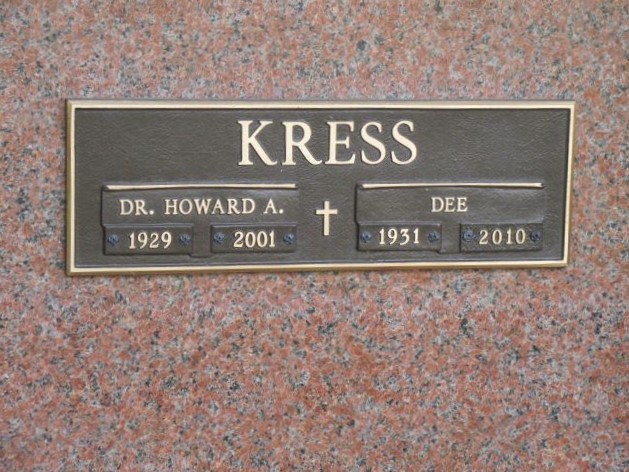 KRESS
DR. HOWARD A.
1929 2001
DEE
1931 2010